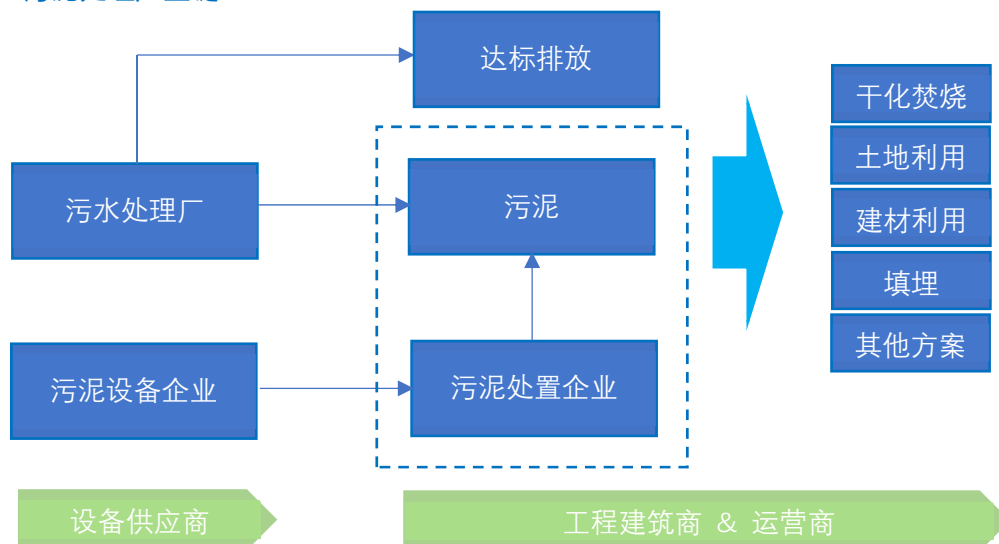 达标排放
干化焚烧
土地利用
污水处理厂
污泥
建材利用
填埋
其他方案
污泥设备企业
污泥处置企业
设备供应商
工程建筑商 & 运营商